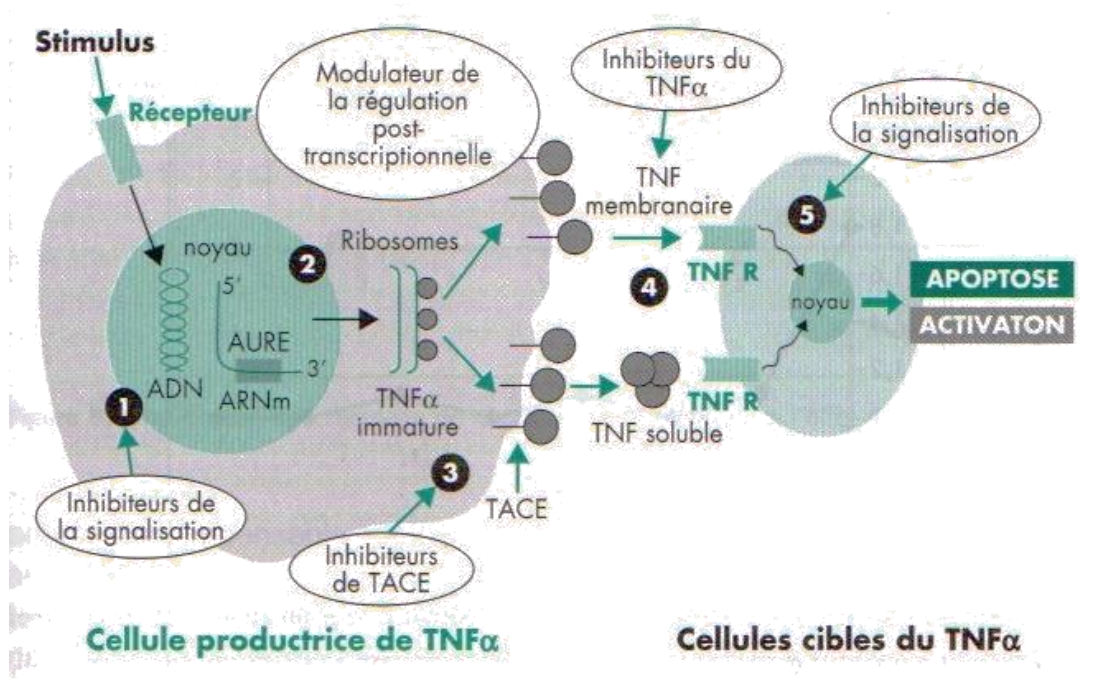 Stimulus
Récepteur
Modulateur de
la régulation
post-
transcriptionnelle
Inhibiteurs du
TNFα
Inhibiteurs de
la signalisation
TNF
membranaire
5
noyau
2
Ribosomes
5'
TNF R
4
noyau
APOPTOSE
ACTIVATON
AURE
3'
ADN
ARNm
1
TNFα
immature
TNF R
TNF soluble
3
TACE
Inhibiteurs de
la signalisation
Inhibiteurs
de TACE
Cellule productrice de TNFα
Cellules cibles du TNFα